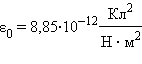 ε₀ = 8,85·10⁻¹² Кл²/(Н · м²)